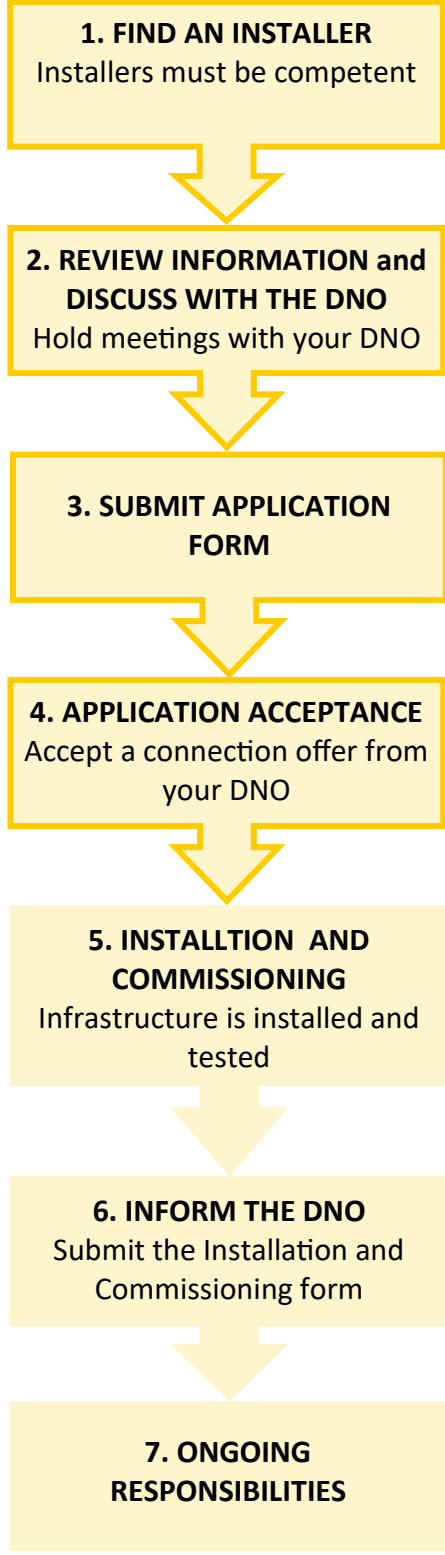 1. FIND AN INSTALLER
Installers must be competent
2. REVIEW INFORMATION and
DISCUSS WITH THE DNO
Hold meetings with your DNO
3. SUBMIT APPLICATION
FORM
4. APPLICATION ACCEPTANCE
Accept a connection offer from
your DNO
5. INSTALLTION AND
COMMISSIONING
Infrastructure is installed and
tested
6. INFORM THE DNO
Submit the Installation and
Commissioning form
7. ONGOING
RESPONSIBILITIES